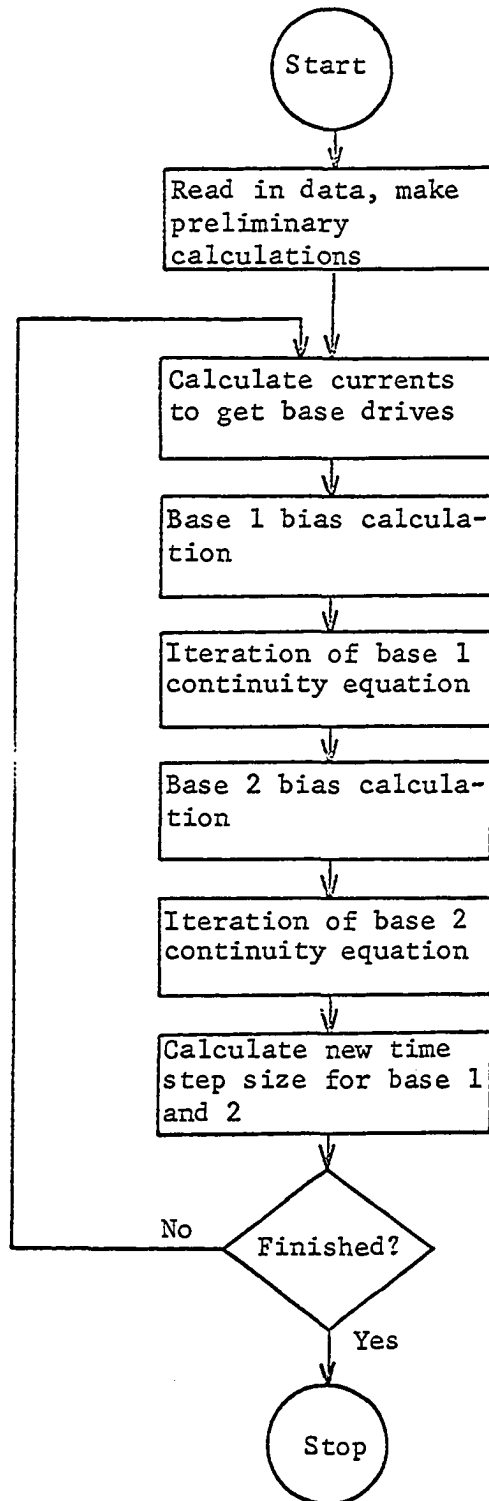 Start
Read in data, make
preliminary
calculations
Calculate currents
to get base drives
Base 1 bias calcula-
tion
Iteration of base 1
continuity equation
Base 2 bias calcula-
tion
Iteration of base 2
continuity equation
Calculate new time
step size for base 1
and 2
No
Finished?
Yes
Stop